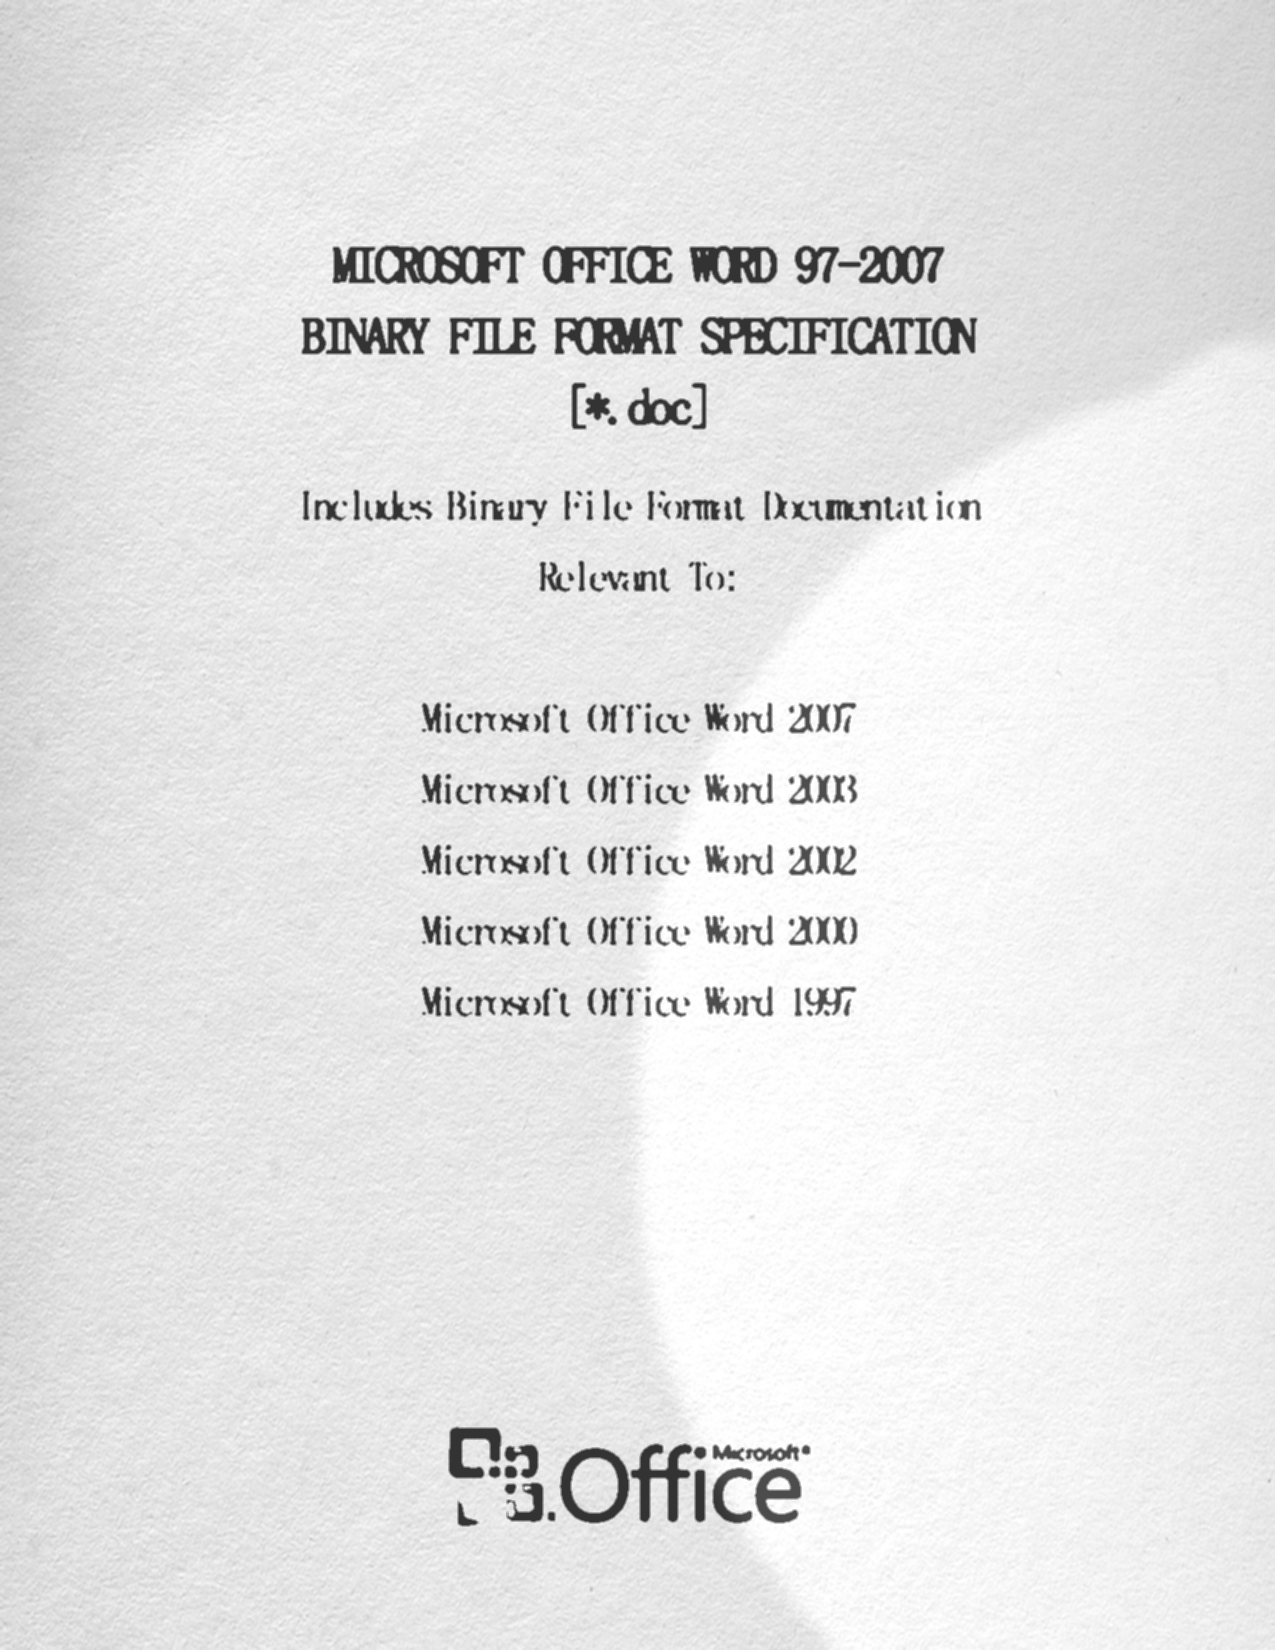 MICROSOFT OFFICE WORD 97-2007
BINARY FILE FORMAT SPECIFICATION
[*.doc]
Includes Binary File Format Documentation
Relevant To:
Microsoft Office Word 2007
Microsoft Office Word 2003
Microsoft Office Word 2002
Microsoft Office Word 2000
Microsoft Office Word 1997
Microsoft®
Office